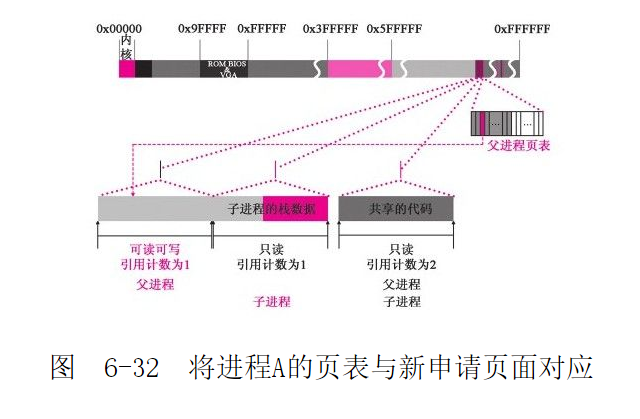 0x00000 0x9FFFF 0xFFFFF 0x3FFFFF 0x5FFFFF 0xFFFFFF
内核
ROM BIOS
&
VGA
... ...
父进程页表
子进程的栈数据 共享的代码
可读可写 只读 只读
引用计数为1 引用计数为1 引用计数为2
父进程 父进程
子进程 子进程
图 6-32 将进程A的页表与新申请页面对应